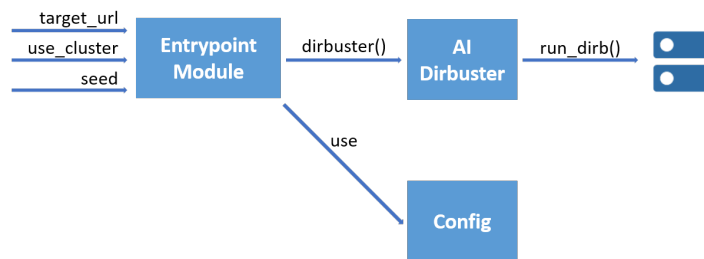 target_url
use_cluster
seed
Entrypoint
Module
dirbuster()
AI
Dirbuster
run_dirb()
use
Config